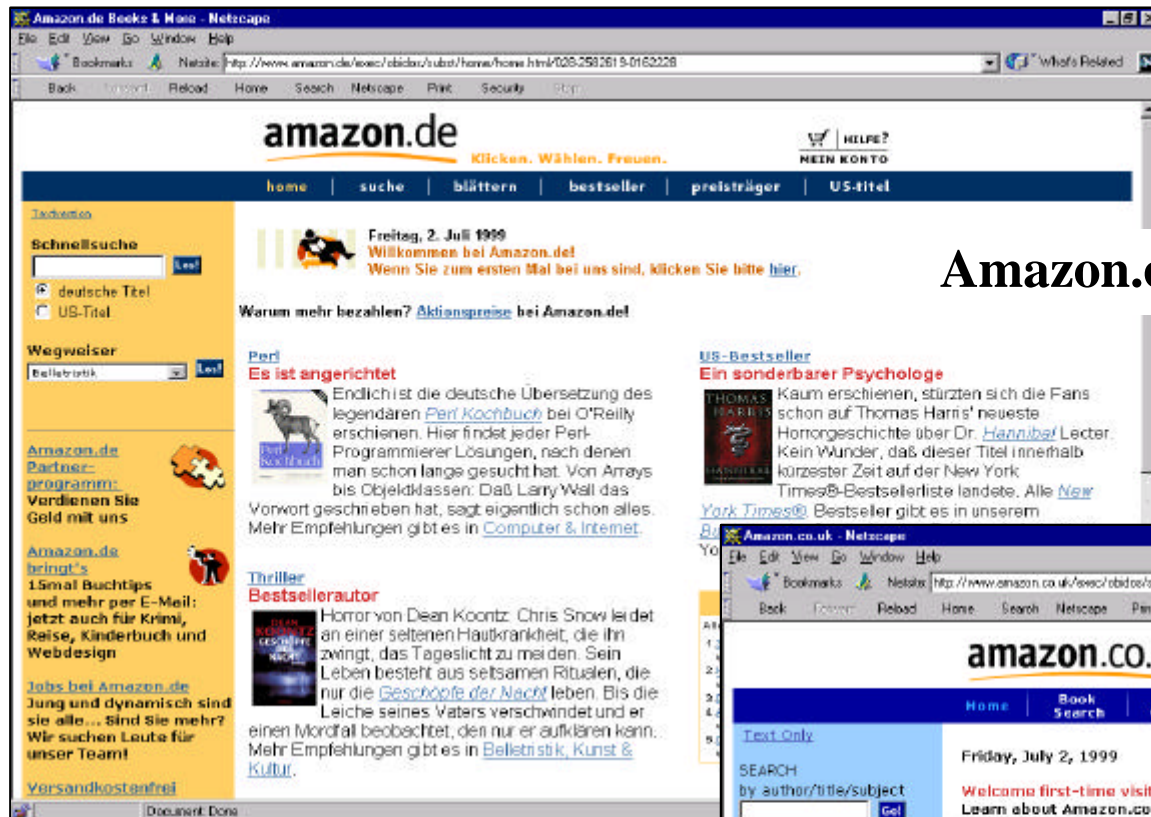 Amazon.de Books & More - Netscape
File Edit View Go Window Help
Bookmarks Netsite: http://www.amazon.de/exec/obidos/subst/home/home.html/028-2582619-0162228 What's Related
Back Forward Reload Home Search Netscape Print Security Stop
amazon.de
Klicken. Wählen. Freuen.
HILFE?
MEIN KONTO
home | suche | blättern | bestseller | preisträger | US-titel
Textversion
Schnellsuche
Los!
deutsche Titel
US-Titel
Wegweiser
Belletristik Los!
Amazon.de
Partner-
programm:
Verdienen Sie
Geld mit uns
Amazon.de
bringt's
15mal Buchtips
und mehr per E-Mail:
jetzt auch für Krimi,
Reise, Kinderbuch und
Webdesign
Jobs bei Amazon.de
Jung und dynamisch sind
sie alle... Sind Sie mehr?
Wir suchen Leute für
unser Team!
Versandkostenfrei
Freitag, 2. Juli 1999
Willkommen bei Amazon.de!
Wenn Sie zum ersten Mal bei uns sind, klicken Sie bitte hier.
Warum mehr bezahlen? Aktionspreise bei Amazon.de!
Perl
Es ist angerichtet
Endlich ist die deutsche Übersetzung des
legendären Perl Kochbuch bei O'Reilly
erschienen. Hier findet jeder Perl-
Programmierer Lösungen, nach denen
man schon lange gesucht hat. Von Arrays
bis Objektklassen: Daß Larry Wall das
Vorwort geschrieben hat, sagt eigentlich schon alles.
Mehr Empfehlungen gibt es in Computer & Internet.
Perl
Kochbuch
Thriller
Bestsellerautor
Horror von Dean Koontz: Chris Snow leidet
an einer seltenen Hautkrankheit, die ihn
zwingt, das Tageslicht zu meiden. Sein
Leben besteht aus seltsamen Ritualen, die
nur die Geschöpfe der Nacht leben. Bis die
Leiche seines Vaters verschwindet und er
einen Mordfall beobachtet, den nur er aufklären kann.
Mehr Empfehlungen gibt es in Belletristik, Kunst &
Kultur.
DEAN
KOONTZ
GESCHÖPFE
DER
NACHT
US-Bestseller
Ein sonderbarer Psychologe
Kaum erschienen, stürzten sich die Fans
schon auf Thomas Harris' neueste
Horrorgeschichte über Dr. Hannibal Lecter.
Kein Wunder, daß dieser Titel innerhalb
kürzester Zeit auf der New York
Times®-Bestsellerliste landete. Alle New
York Times® Bestseller gibt es in unserem
THOMAS
HARRIS
HANNIBAL
Amazon.
Document: Done
Amazon.co.uk - Netscape
File Edit View Go Window Help
Bookmarks Netsite: http://www.amazon.co.uk/exec/obidos/s
Back Forward Reload Home Search Netscape
amazon.co.
Home | Book
Search
Text Only
SEARCH
by author/title/subject
Go!
Friday, July 2, 1999
Welcome first-time visit
Learn about Amazon.co